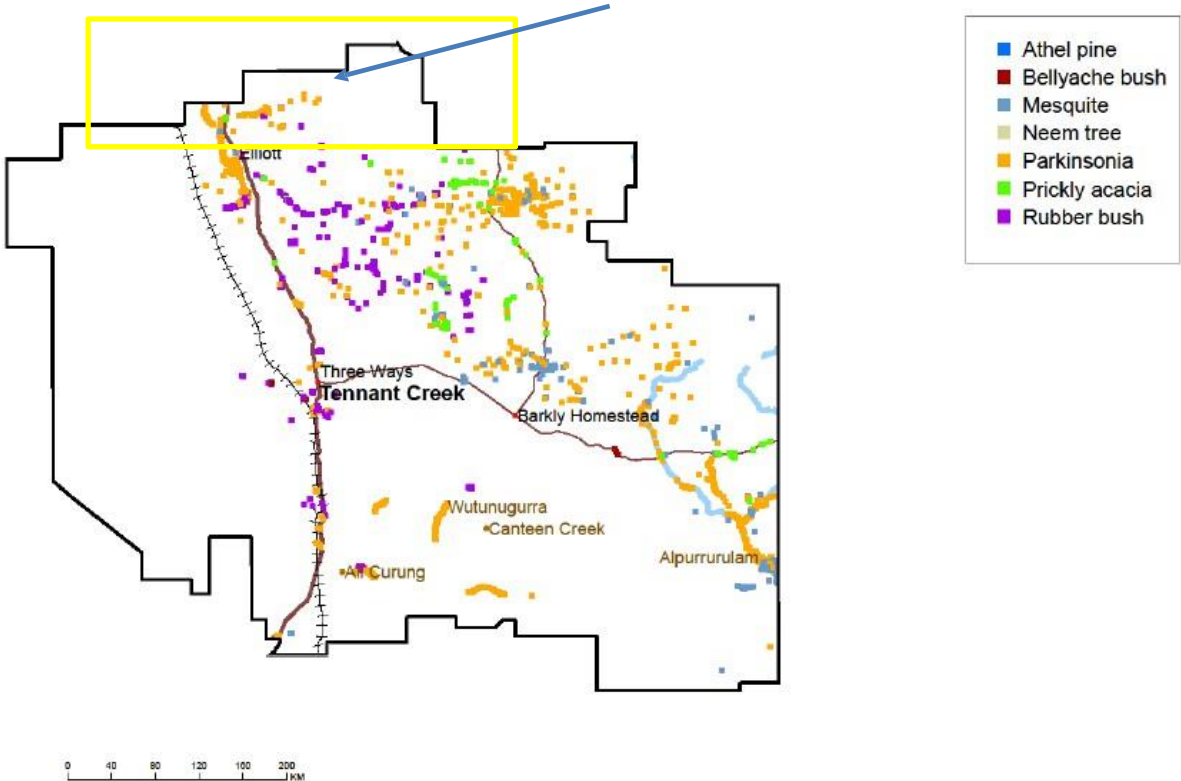 Athel pine
Bellyache bush
Mesquite
Neem tree
Parkinsonia
Prickly acacia
Rubber bush
Elliott
Three Ways
Tennant Creek
Barkly Homestead
Wutunugurra
Canteen Creek
Alpurrurulam
Ali Curung
0 40 80 120 160 200
KM